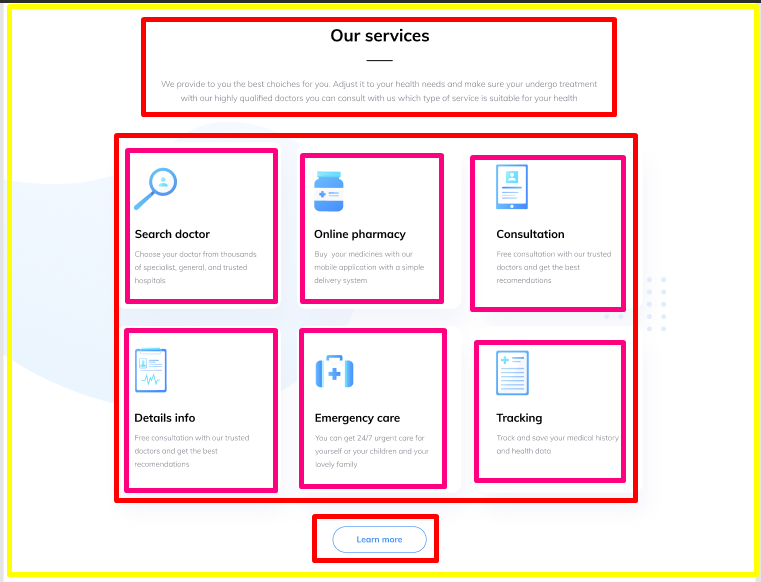 Our services
We provide to you the best choiches for you. Adjust it to your health needs and make sure your undergo treatment
with our highly qualified doctors you can consult with us which type of service is suitable for your health
Search doctor
Choose your doctor from thousands
of specialist, general, and trusted
hospitals
Online pharmacy
Buy your medicines with our
mobile application with a simple
delivery system
Consultation
Free consultation with our trusted
doctors and get the best
recomendations
Details info
Free consultation with our trusted
doctors and get the best
recomendations
Emergency care
You can get 24/7 urgent care for
yourself or your children and your
lovely family
Tracking
Track and save your medical history
and health data
Learn more